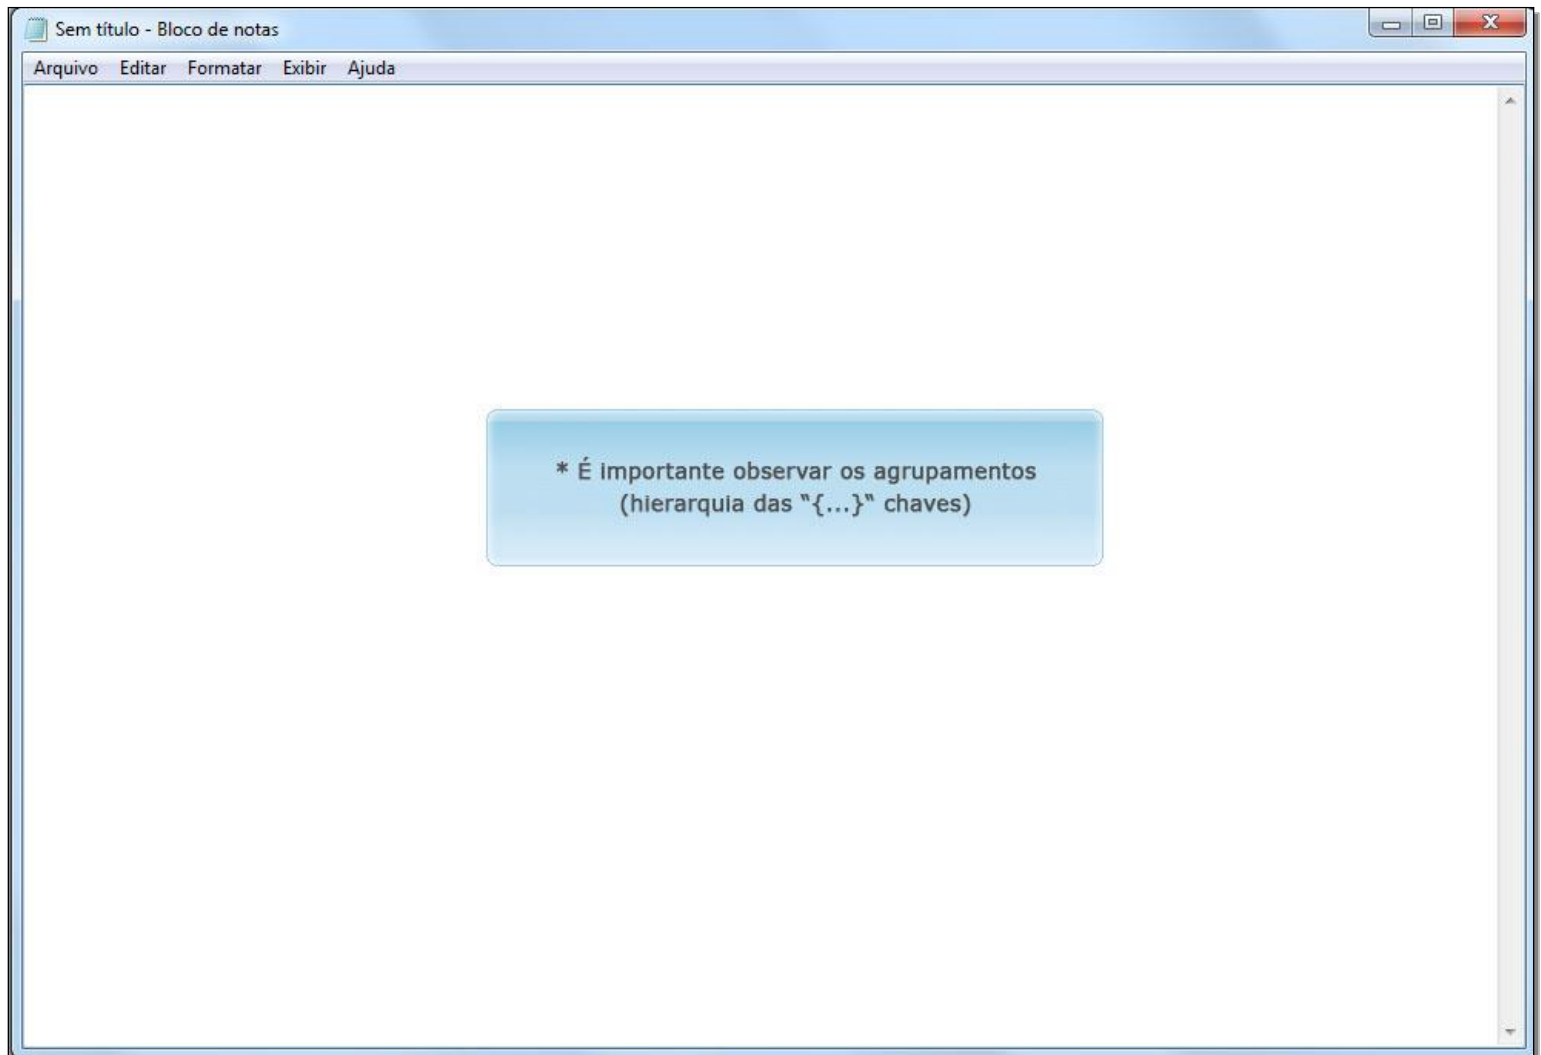 Sem título - Bloco de notas
Arquivo Editar Formatar Exibir Ajuda
* É importante observar os agrupamentos
(hierarquia das "{...}" chaves)